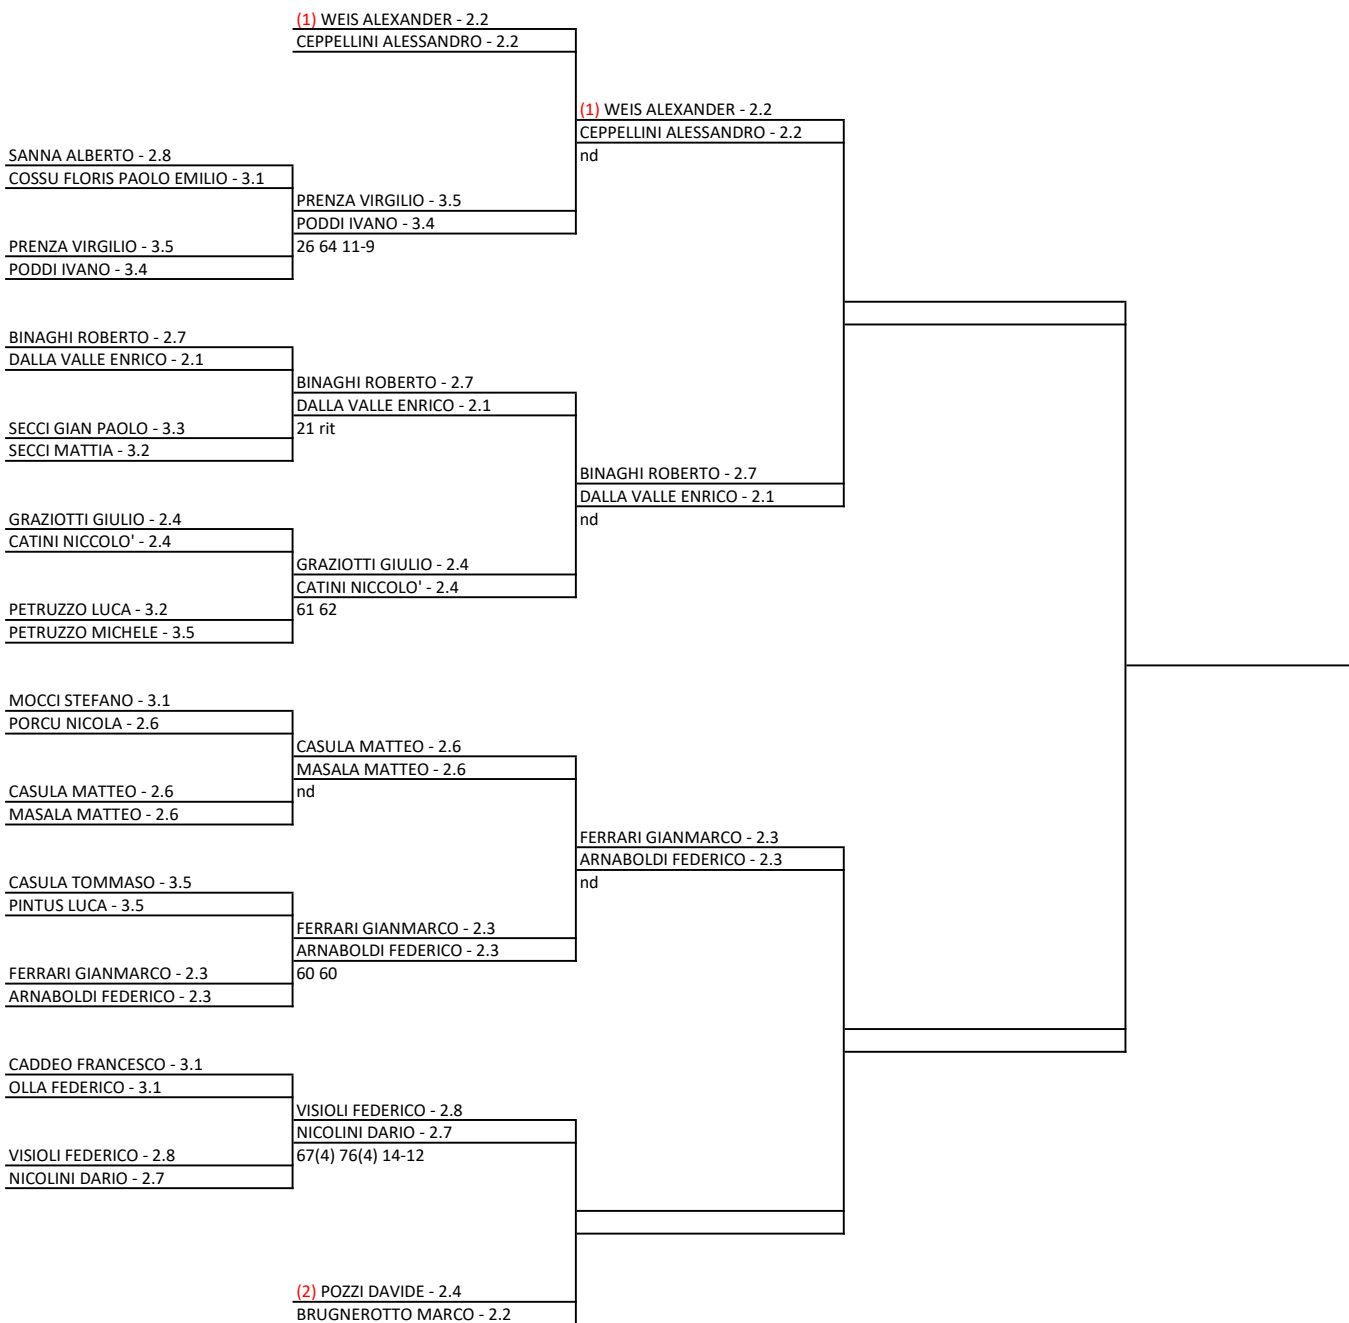 (1) WEIS ALEXANDER - 2.2
CEPPELLINI ALESSANDRO - 2.2
(1) WEIS ALEXANDER - 2.2
CEPPELLINI ALESSANDRO - 2.2
nd
SANNA ALBERTO - 2.8
COSSU FLORIS PAOLO EMILIO - 3.1
PRENZA VIRGILIO - 3.5
PODDI IVANO - 3.4
26 64 11-9
PRENZA VIRGILIO - 3.5
PODDI IVANO - 3.4
BINAGHI ROBERTO - 2.7
DALLA VALLE ENRICO - 2.1
BINAGHI ROBERTO - 2.7
DALLA VALLE ENRICO - 2.1
21 rit
SECCI GIAN PAOLO - 3.3
SECCI MATTIA - 3.2
BINAGHI ROBERTO - 2.7
DALLA VALLE ENRICO - 2.1
nd
GRAZIOTTI GIULIO - 2.4
CATINI NICCOLO' - 2.4
GRAZIOTTI GIULIO - 2.4
CATINI NICCOLO' - 2.4
61 62
PETRUZZO LUCA - 3.2
PETRUZZO MICHELE - 3.5
MOCCI STEFANO - 3.1
PORCU NICOLA - 2.6
CASULA MATTEO - 2.6
MASALA MATTEO - 2.6
nd
CASULA MATTEO - 2.6
MASALA MATTEO - 2.6
FERRARI GIANMARCO - 2.3
ARNABOLDI FEDERICO - 2.3
nd
CASULA TOMMASO - 3.5
PINTUS LUCA - 3.5
FERRARI GIANMARCO - 2.3
ARNABOLDI FEDERICO - 2.3
60 60
FERRARI GIANMARCO - 2.3
ARNABOLDI FEDERICO - 2.3
CADDEO FRANCESCO - 3.1
OLLA FEDERICO - 3.1
VISIOLI FEDERICO - 2.8
NICOLINI DARIO - 2.7
67(4) 76(4) 14-12
VISIOLI FEDERICO - 2.8
NICOLINI DARIO - 2.7
(2) POZZI DAVIDE - 2.4
BRUGNEROTTO MARCO - 2.2